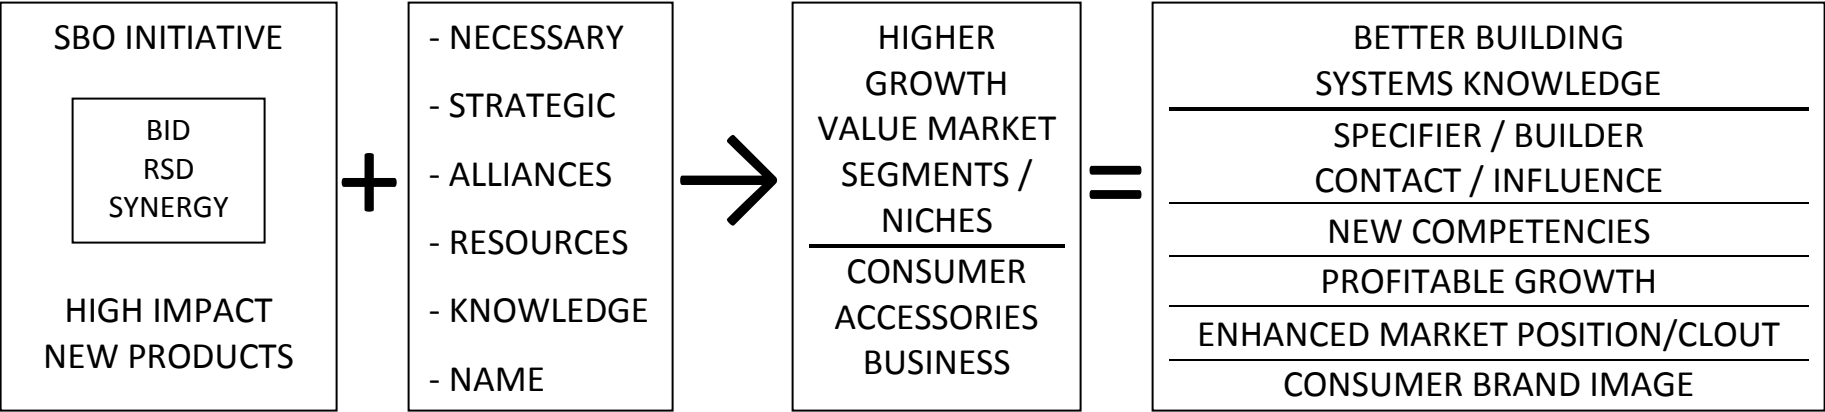 SBO INITIATIVE
BID
RSD
SYNERGY
HIGH IMPACT
NEW PRODUCTS
+
- NECESSARY
- STRATEGIC
- ALLIANCES
- RESOURCES
- KNOWLEDGE
- NAME
→
HIGHER
GROWTH
VALUE MARKET
SEGMENTS /
NICHES
CONSUMER
ACCESSORIES
BUSINESS
=
BETTER BUILDING
SYSTEMS KNOWLEDGE
SPECIFIER / BUILDER
CONTACT / INFLUENCE
NEW COMPETENCIES
PROFITABLE GROWTH
ENHANCED MARKET POSITION/CLOUT
CONSUMER BRAND IMAGE